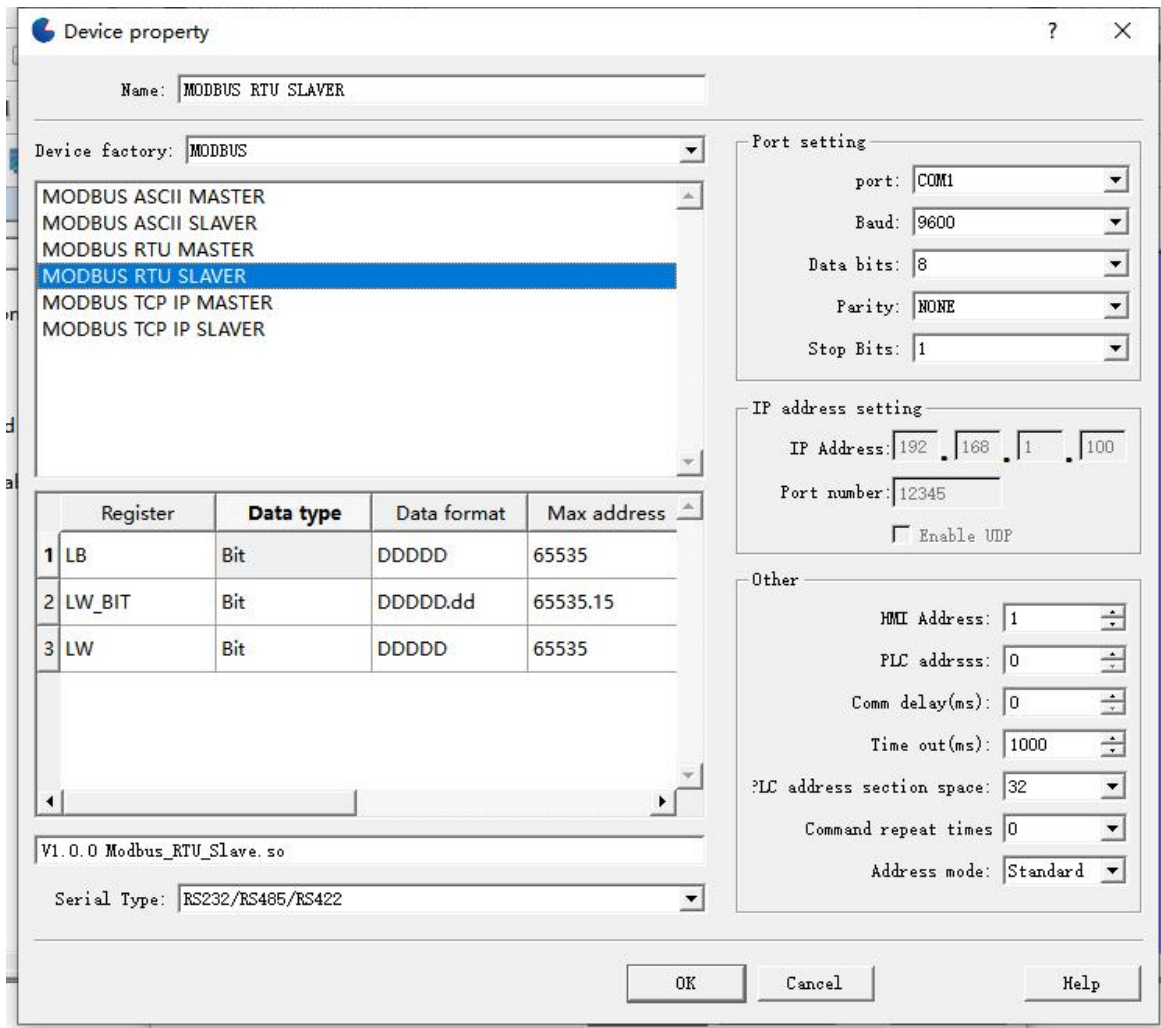 Device property
Name: MODBUS RTU SLAVER
Device factory: MODBUS
MODBUS ASCII MASTER
MODBUS ASCII SLAVER
MODBUS RTU MASTER
MODBUS RTU SLAVER
MODBUS TCP IP MASTER
MODBUS TCP IP SLAVER
Register Data type Data format Max address
1 LB Bit DDDDD 65535
2 LW_BIT Bit DDDDD.dd 65535.15
3 LW Bit DDDDD 65535
V1.0.0 Modbus_RTU_Slave.so
Serial Type: RS232/RS485/RS422
Port setting
port: COM1
Baud: 9600
Data bits: 8
Parity: NONE
Stop Bits: 1
IP address setting
IP Address: 192 . 168 . 1 . 100
Port number: 12345
Enable UDP
Other
HMI Address: 1
PLC addrsss: 0
Comm delay(ms): 0
Time out(ms): 1000
PLC address section space: 32
Command repeat times 0
Address mode: Standard
OK Cancel Help